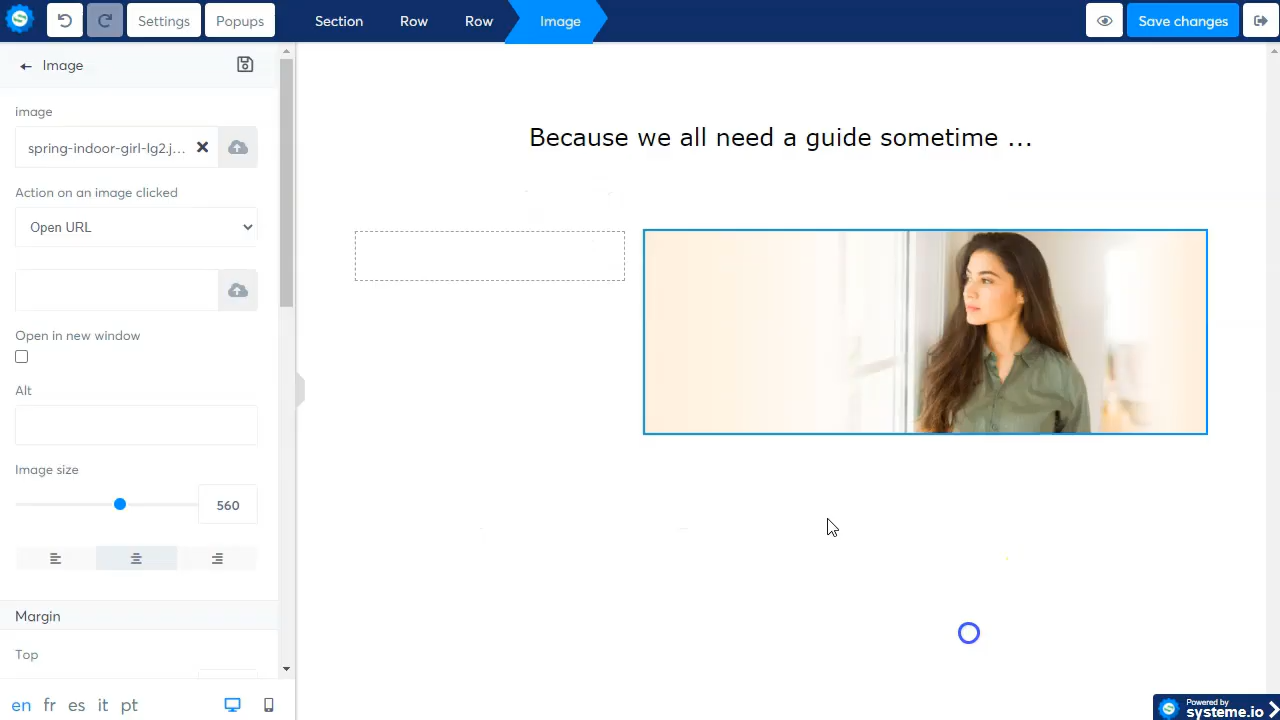 Settings
Popups
Section
Row
Row
Image
Save changes
Image
image
spring-indoor-girl-lg2.j...
Action on an image clicked
Open URL
Open in new window
Alt
Image size
560
Margin
Top
en fr es it pt
Because we all need a guide sometime ...
Powered by
systeme.io